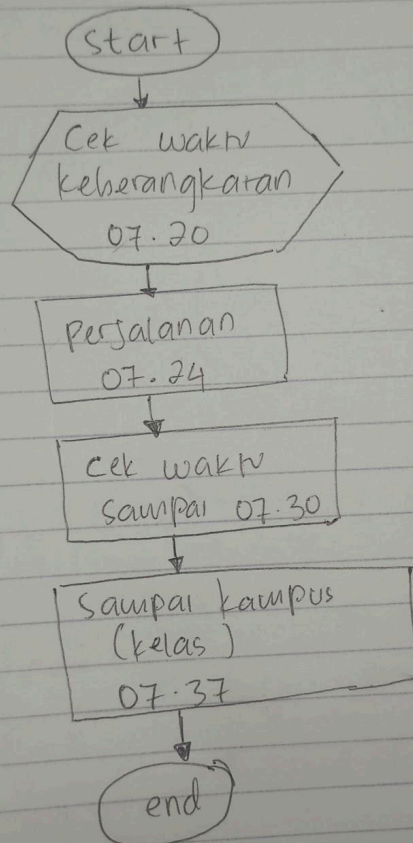 start
Cek waktu
keberangkatan
07.20
perjalanan
07.24
cek waktu
sampai 07.30
Sampai kampus
(kelas)
07.37
end